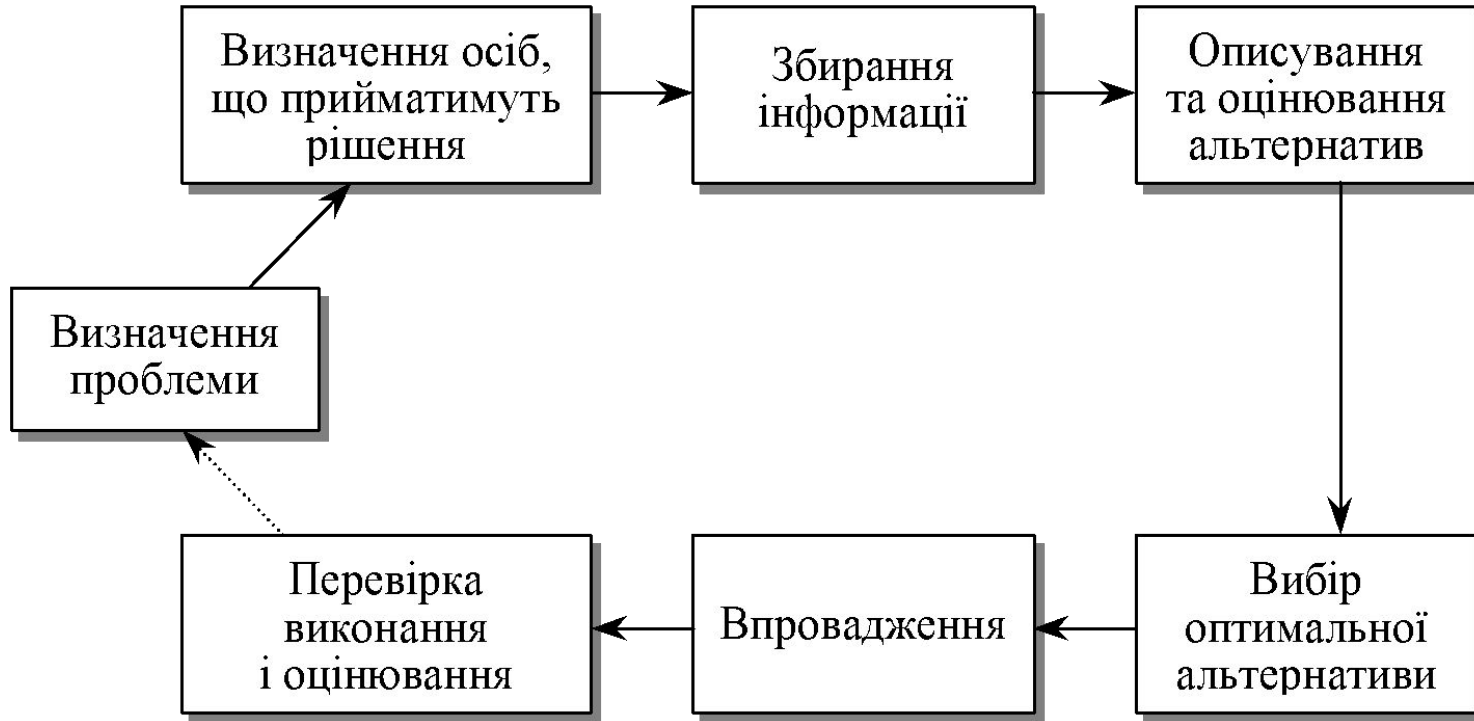 Визначення осіб,
що прийматимуть
рішення
Збирання
інформації
Описування
та оцінювання
альтернатив
Визначення
проблеми
Перевірка
виконання
і оцінювання
Впровадження
Вибір
оптимальної
альтернативи